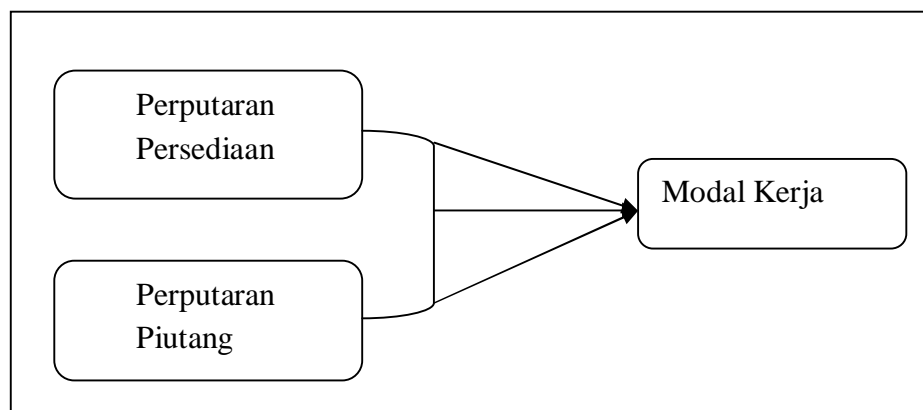 Perputaran
Persediaan
Modal Kerja
Perputaran
Piutang